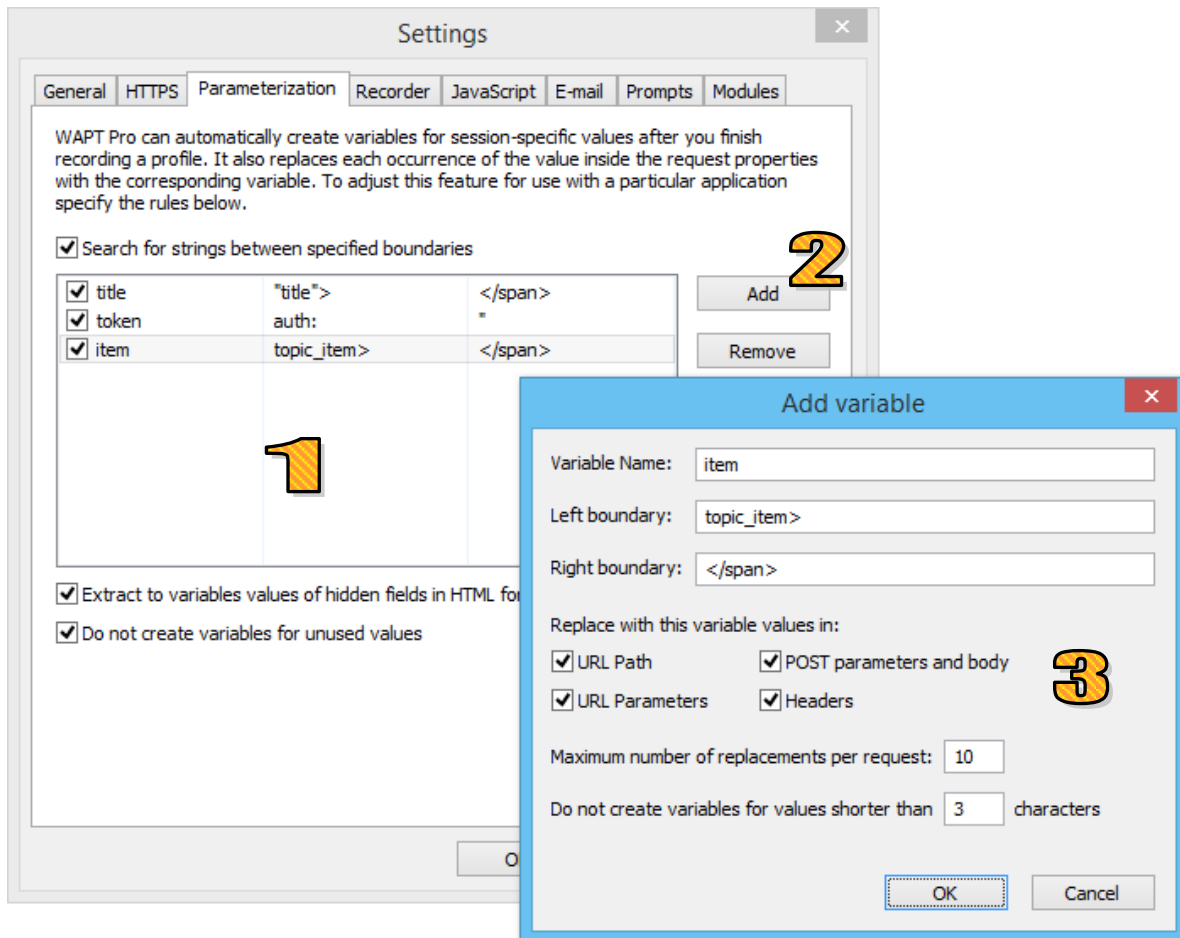 Settings
General HTTPS Parameterization Recorder JavaScript E-mail Prompts Modules
WAPT Pro can automatically create variables for session-specific values after you finish
recording a profile. It also replaces each occurrence of the value inside the request properties
with the corresponding variable. To adjust this feature for use with a particular application
specify the rules below.
Search for strings between specified boundaries
2
title "title"> </span>
Add
token auth: "
item topic_item> </span>
Remove
1
Extract to variables values of hidden fields in HTML
Do not create variables for unused values
Add variable
Variable Name: item
Left boundary: topic_item>
Right boundary: </span>
Replace with this variable values in:
URL Path POST parameters and body
URL Parameters Headers
3
Maximum number of replacements per request: 10
Do not create variables for values shorter than 3 characters
OK Cancel